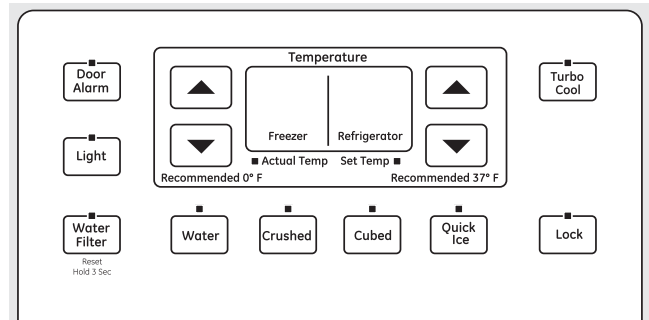 Temperature
Door
Alarm
Turbo
Cool
Freezer
Refrigerator
Light
Actual Temp
Set Temp
Recommended 0° F
Recommended 37° F
Water
Filter
Water
Crushed
Cubed
Quick
Ice
Lock
Reset
Hold 3 Sec